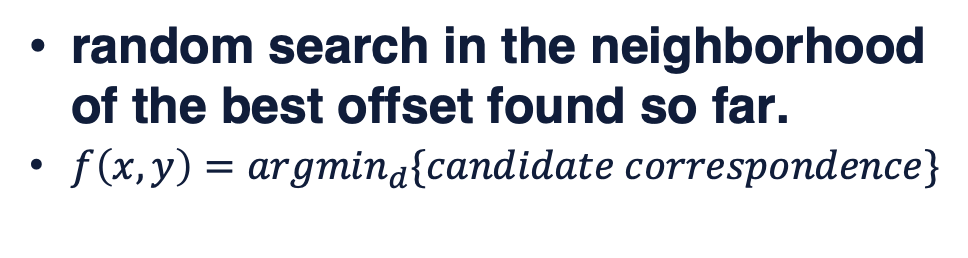 • random search in the neighborhood
of the best offset found so far.
• f(x, y) = argmin_d{candidate correspondence}